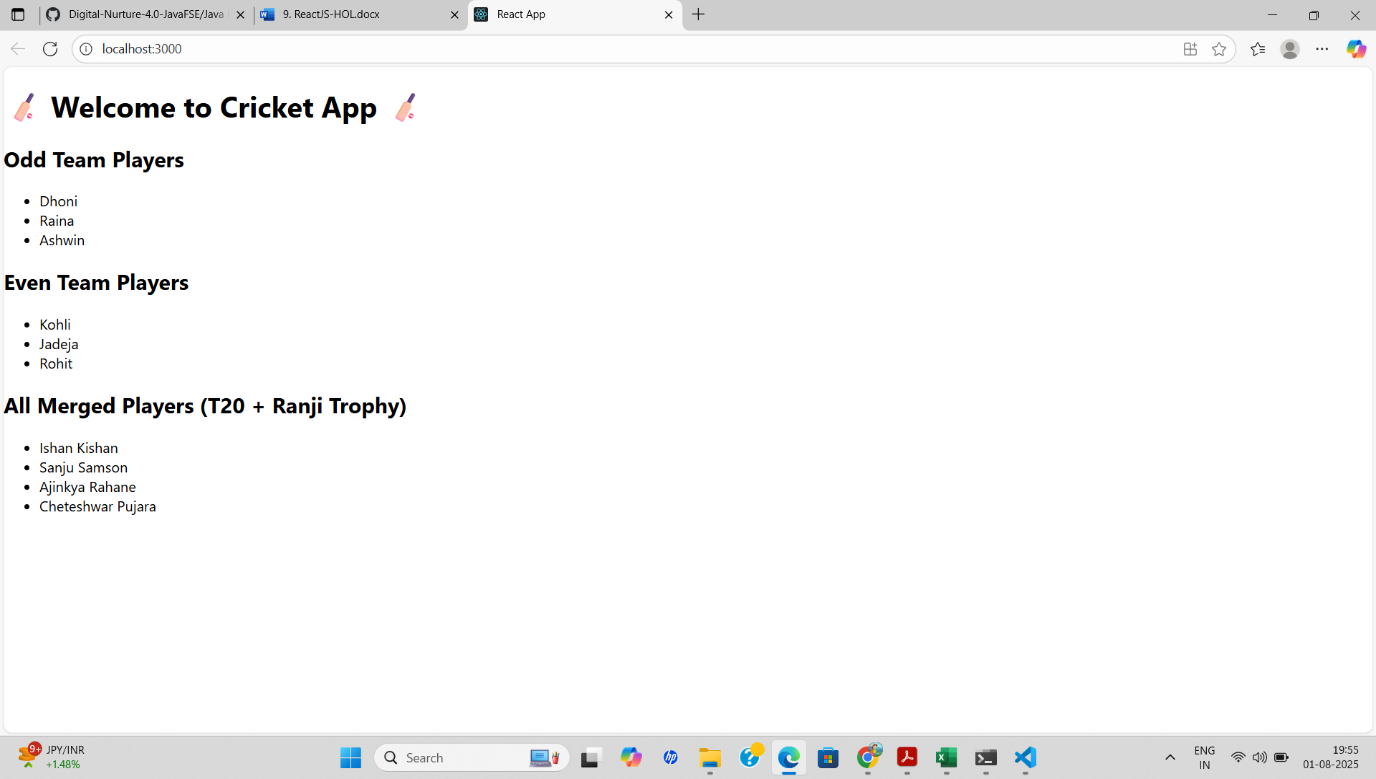 Digital-Nurture-4.0-JavaFSE/Java
9. ReactJS-HOL.docx
React App
localhost:3000
Welcome to Cricket App
Odd Team Players
Dhoni
Raina
Ashwin
Even Team Players
Kohli
Jadeja
Rohit
All Merged Players (T20 + Ranji Trophy)
Ishan Kishan
Sanju Samson
Ajinkya Rahane
Cheteshwar Pujara
9+
JPY/INR
+1.48%
Search
hp
ENG
IN
19:55
01-08-2025